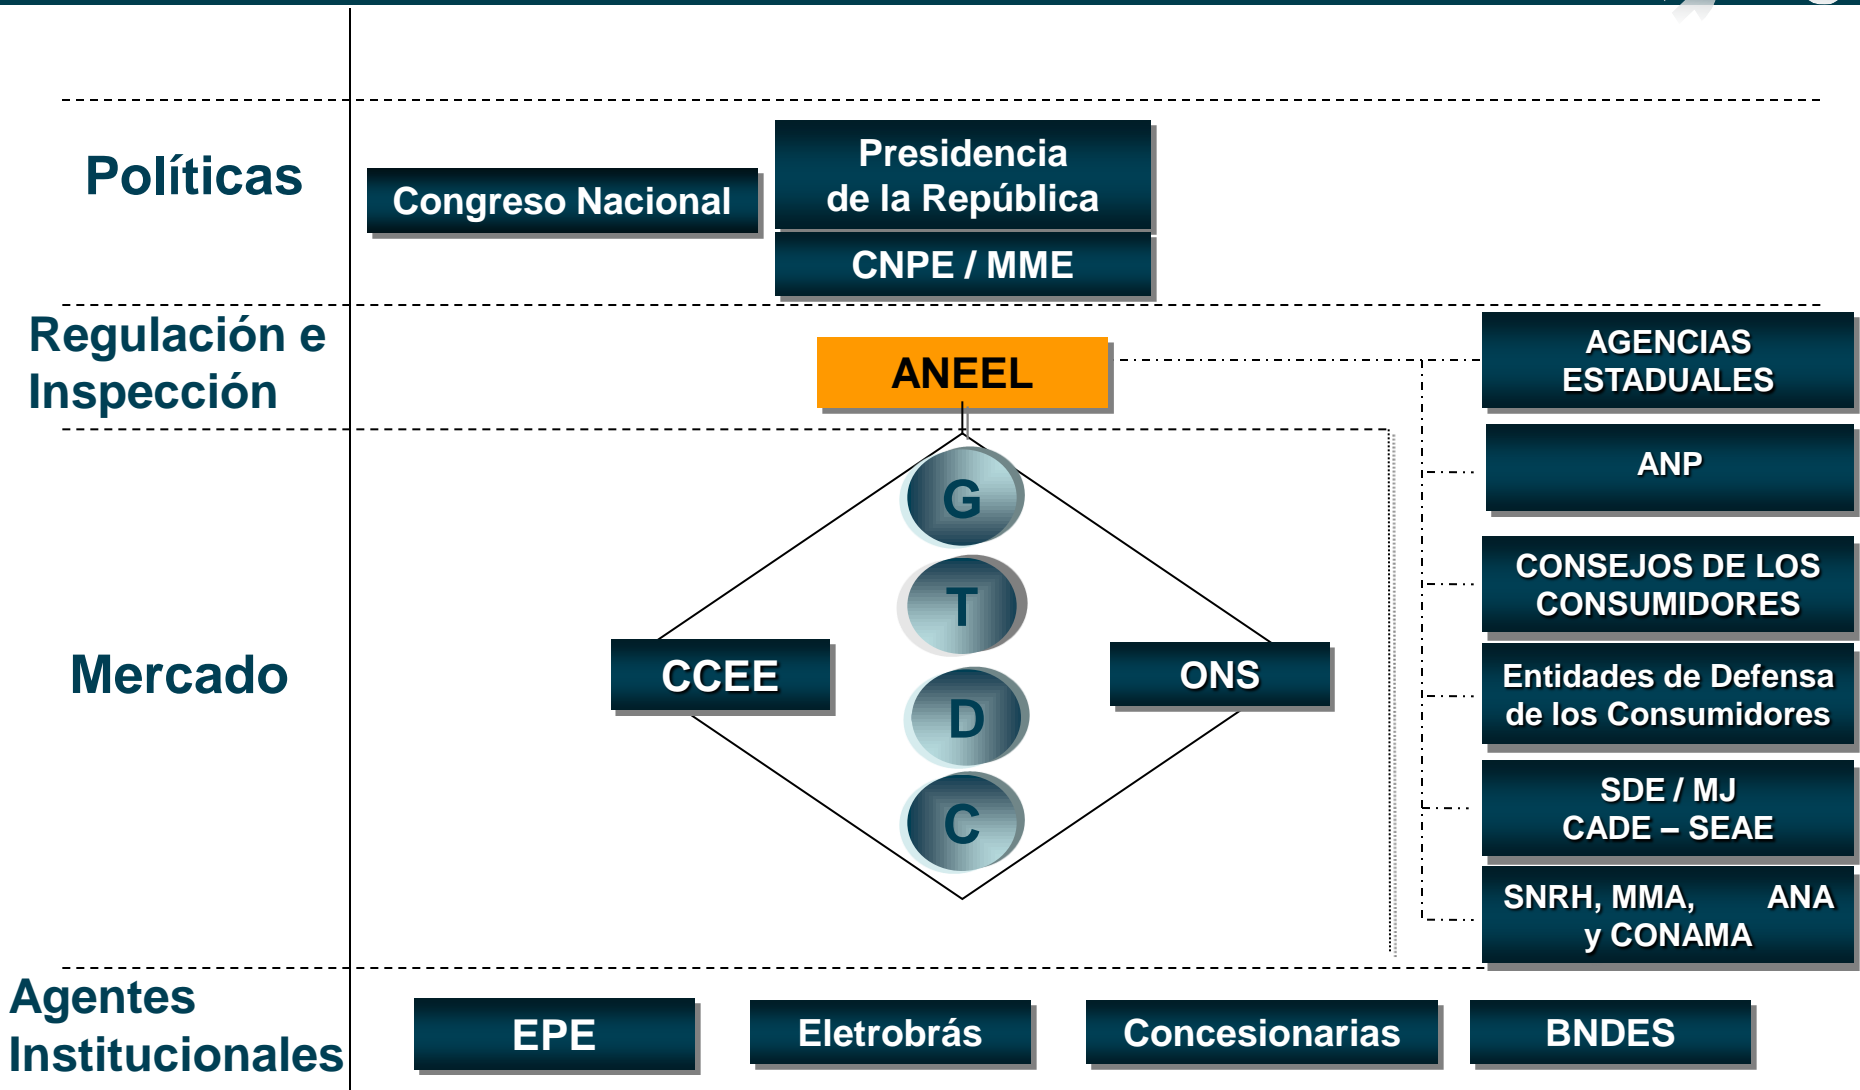 Políticas
Congreso Nacional
Presidencia
de la República
CNPE / MME
Regulación e
Inspección
ANEEL
AGENCIAS
ESTADUALES
ANP
CONSEJOS DE LOS
CONSUMIDORES
Entidades de Defensa
de los Consumidores
SDE / MJ
CADE – SEAE
SNRH, MMA, ANA
y CONAMA
Mercado
G
T
D
C
CCEE
ONS
Agentes
Institucionales
EPE
Eletrobrás
Concesionarias
BNDES